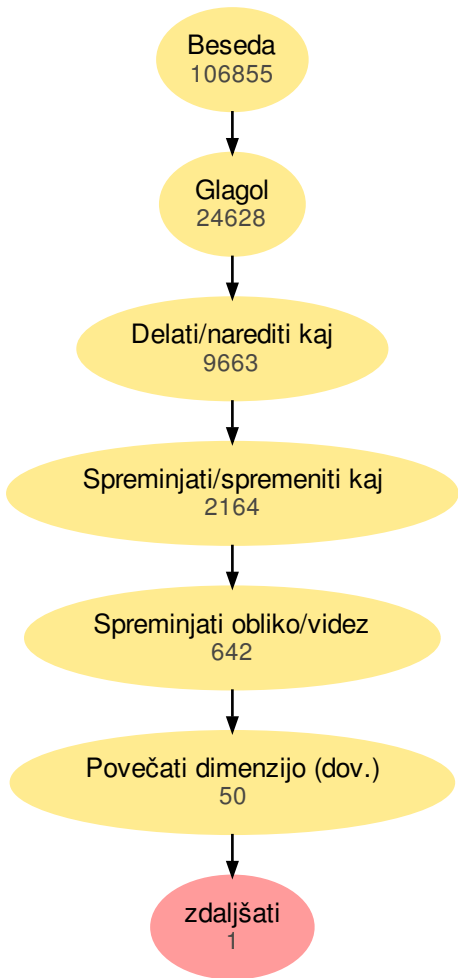 Beseda
106855
Glagol
24628
Delati/narediti kaj
9663
Spreminjati/spremeniti kaj
2164
Spreminjati obliko/videz
642
Povečati dimenzijo (dov.)
50
zdaljšati
1